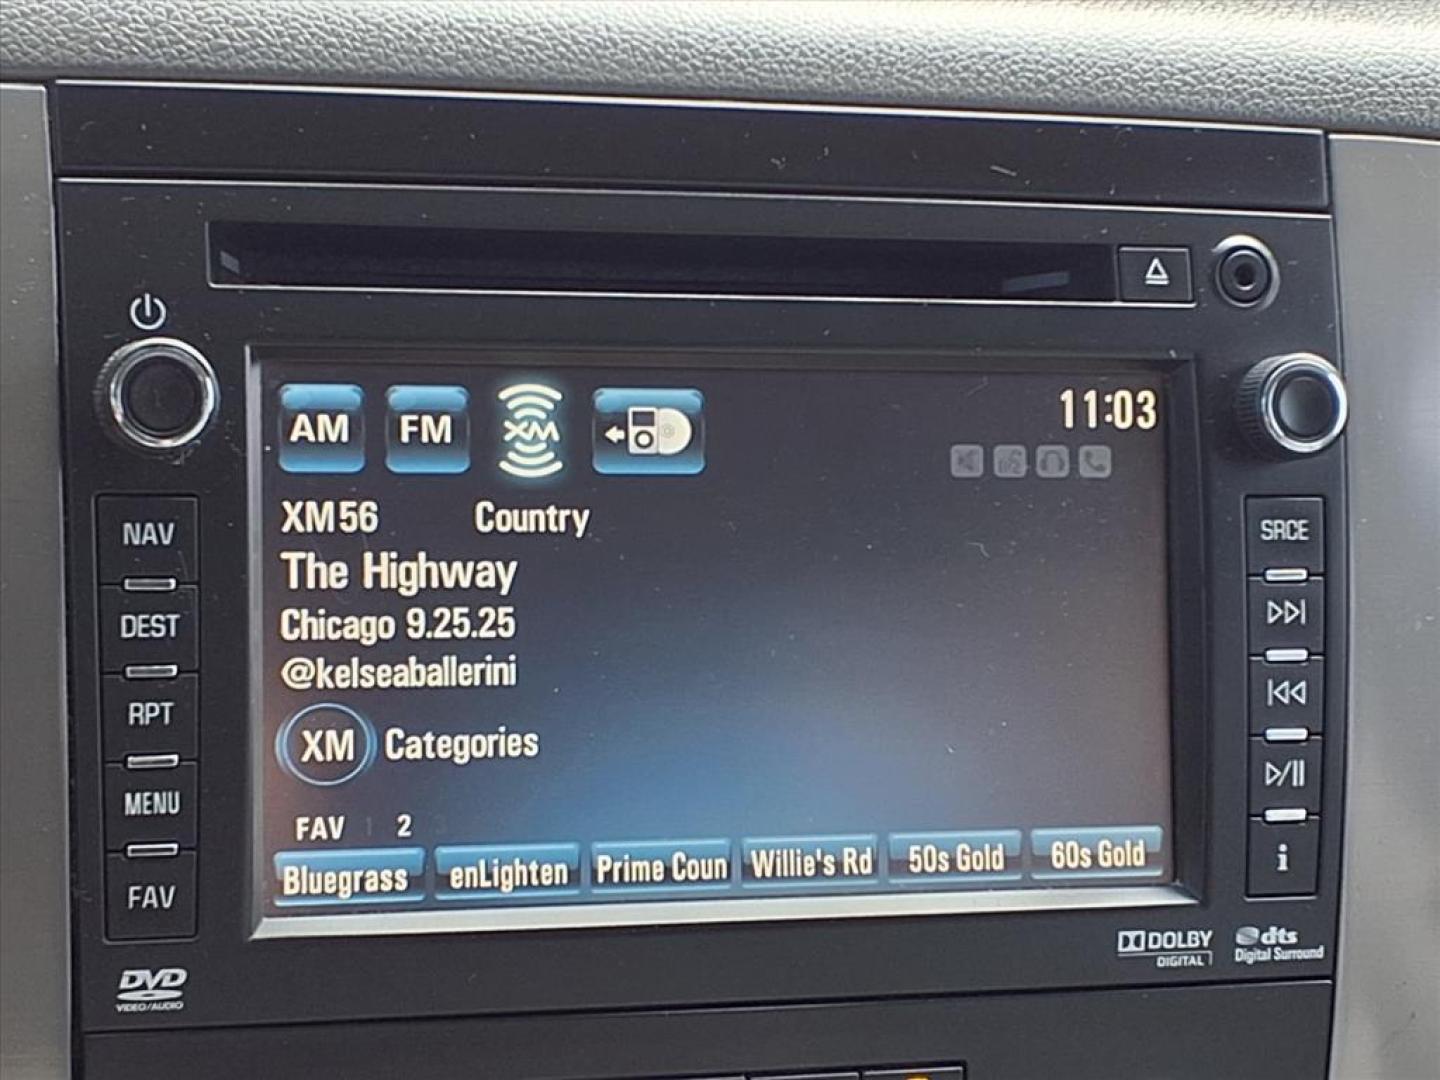 AM FM XM 11:03
XM56 Country
The Highway
Chicago 9.25.25
@kelseaballerini
XM Categories
FAV 1 2 3
Bluegrass enLighten Prime Coun Willie's Rd 50s Gold 60s Gold
NAV
DEST
RPT
MENU
FAV
SRCE
i
DVD
VIDEO/AUDIO
DOLBY
DIGITAL
dts
Digital Surround